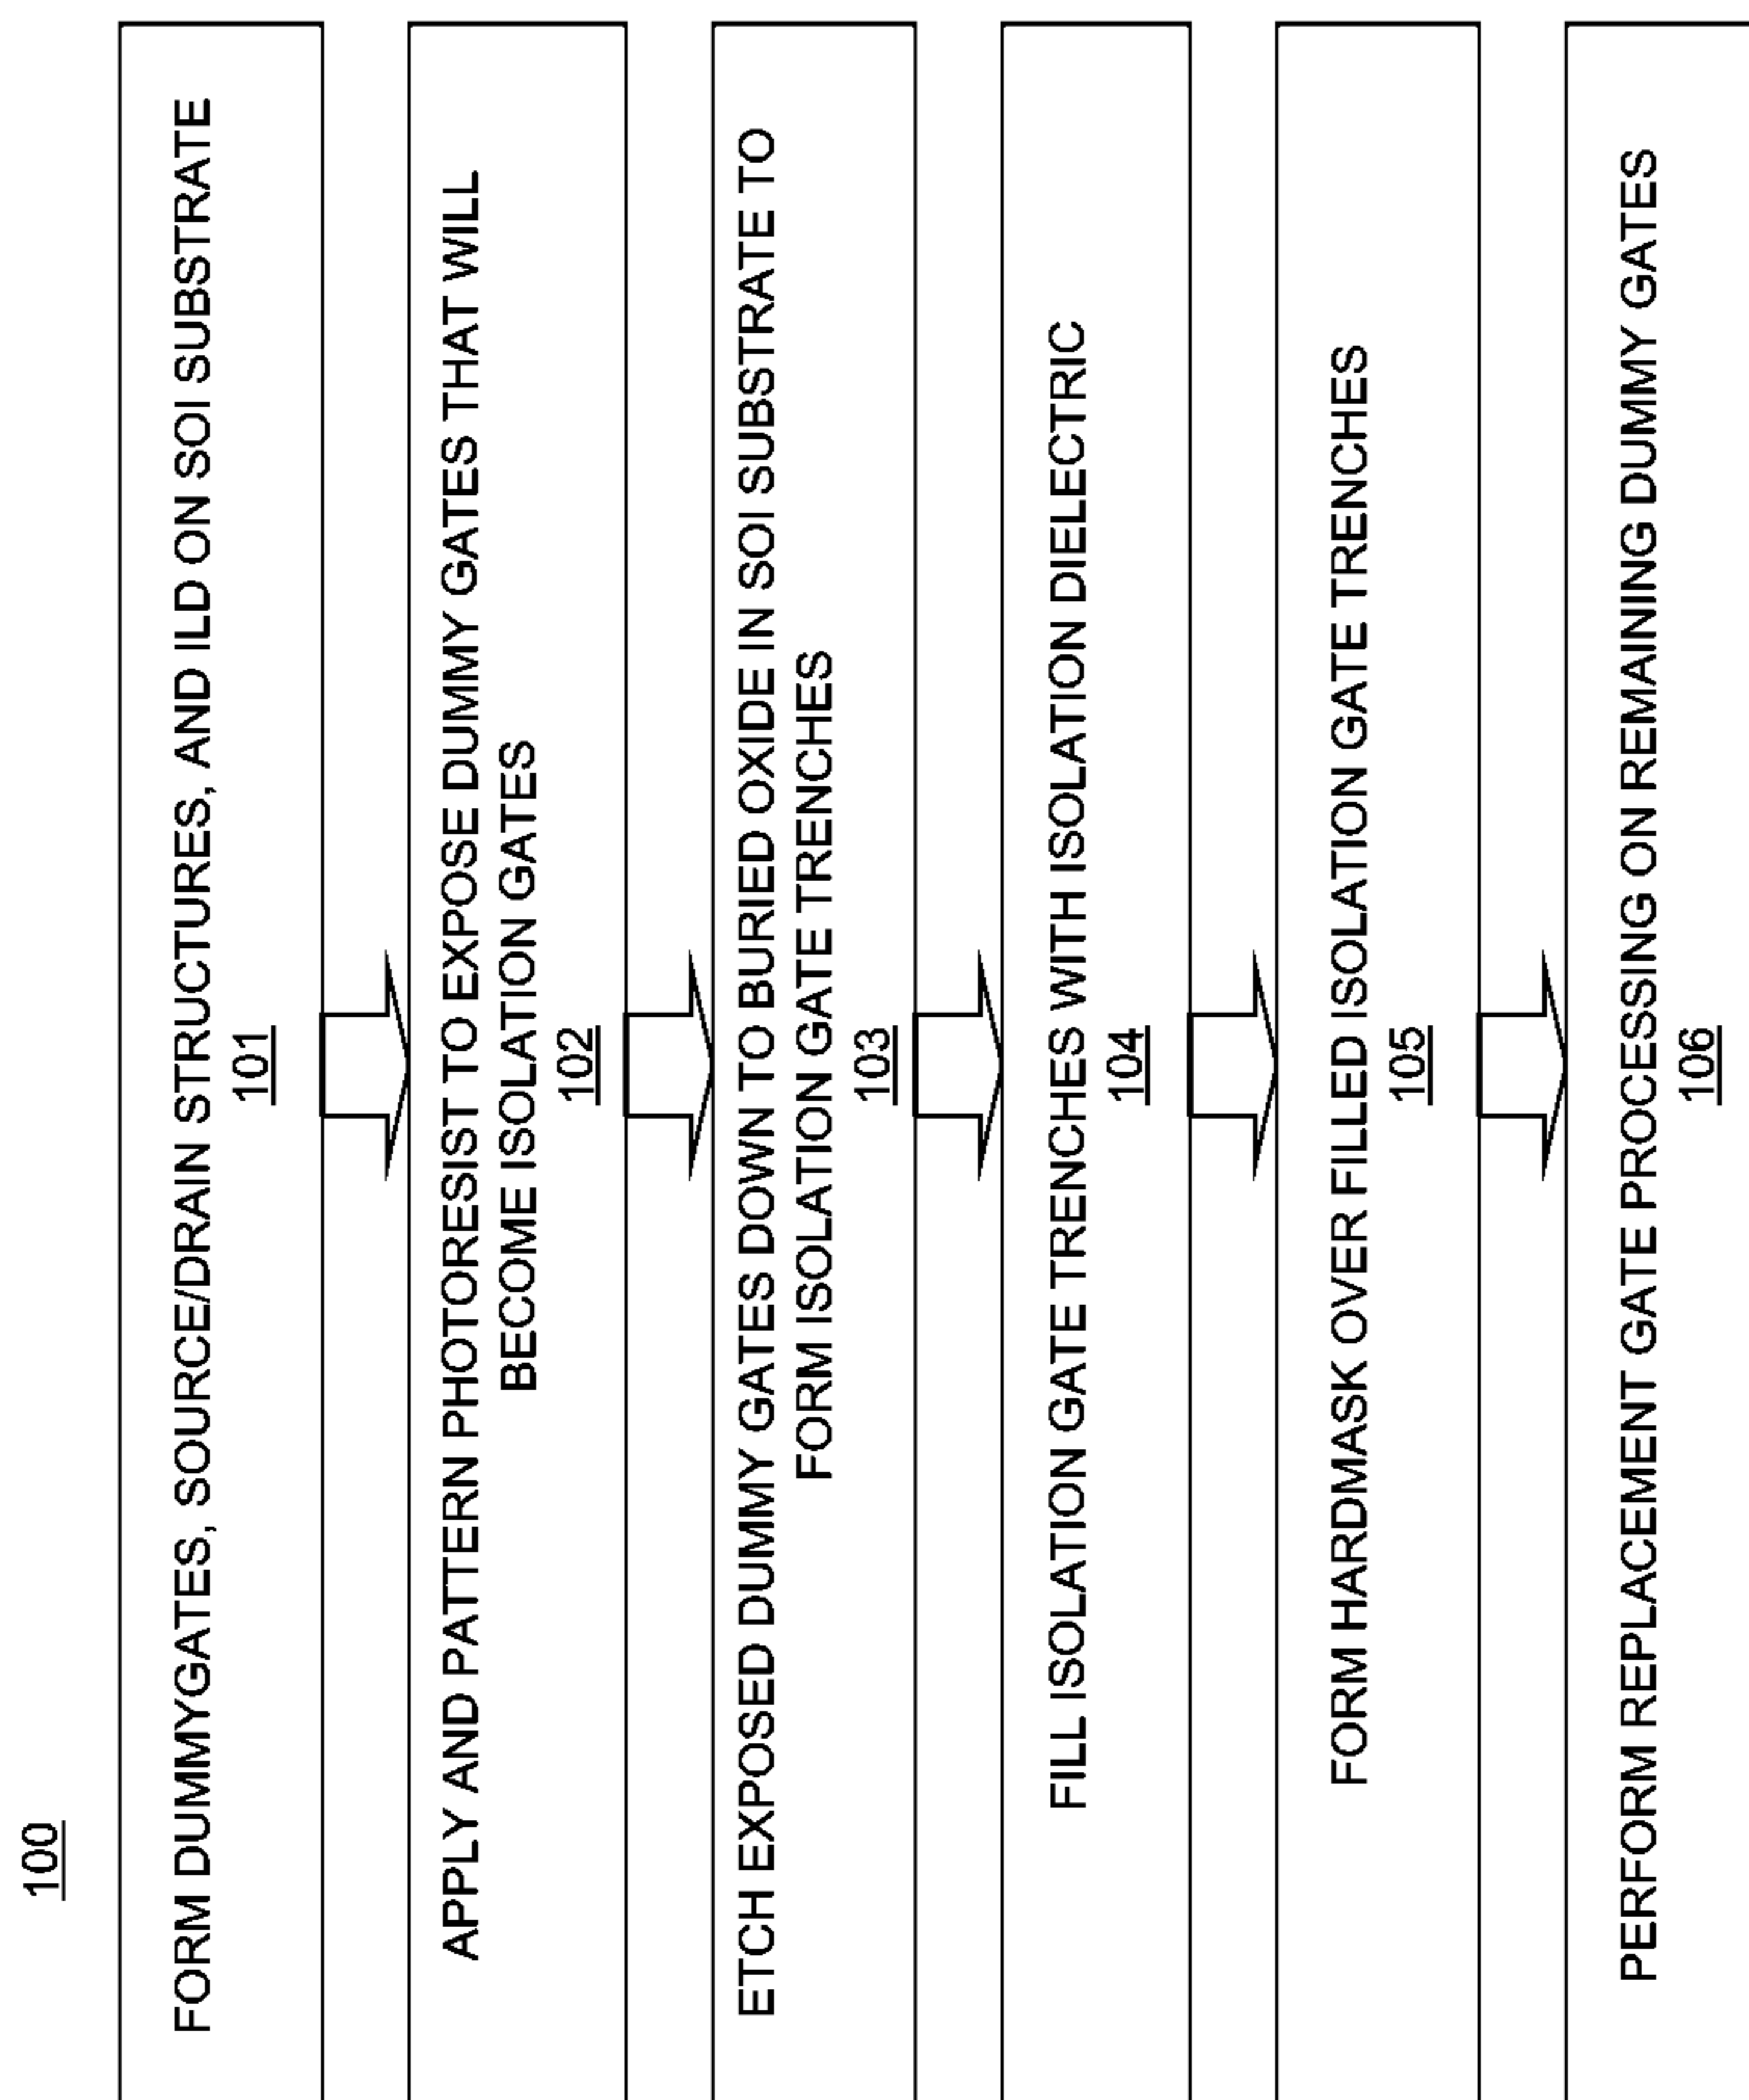 100
FORM DUMMYGATES, SOURCE/DRAIN STRUCTURES, AND ILD ON SOI SUBSTRATE
101
APPLY AND PATTERN PHOTORESIST TO EXPOSE DUMMY GATES THAT WILL
BECOME ISOLATION GATES
102
ETCH EXPOSED DUMMY GATES DOWN TO BURIED OXIDE IN SOI SUBSTRATE TO
FORM ISOLATION GATE TRENCHES
103
FILL ISOLATION GATE TRENCHES WITH ISOLATION DIELECTRIC
104
FORM HARDMASK OVER FILLED ISOLATION GATE TRENCHES
105
PERFORM REPLACEMENT GATE PROCESSING ON REMAINING DUMMY GATES
106